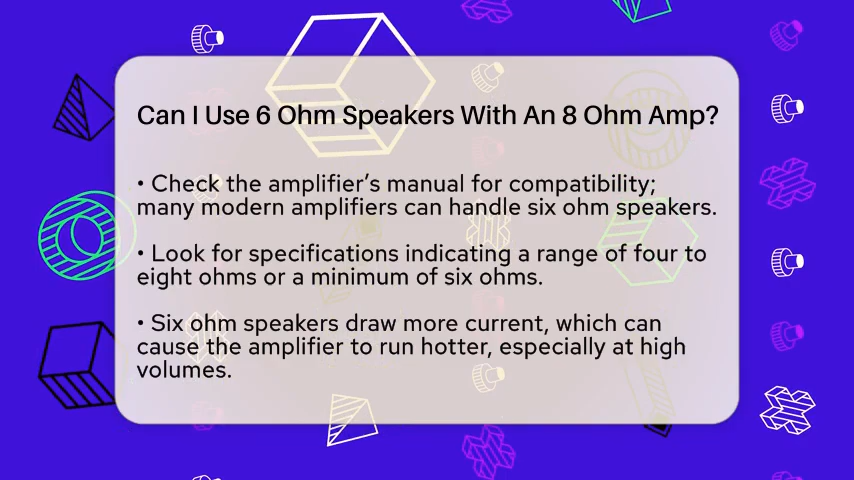 Can I Use 6 Ohm Speakers With An 8 Ohm Amp?
• Check the amplifier’s manual for compatibility;
many modern amplifiers can handle six ohm speakers.
• Look for specifications indicating a range of four to
eight ohms or a minimum of six ohms.
• Six ohm speakers draw more current, which can
cause the amplifier to run hotter, especially at high
volumes.